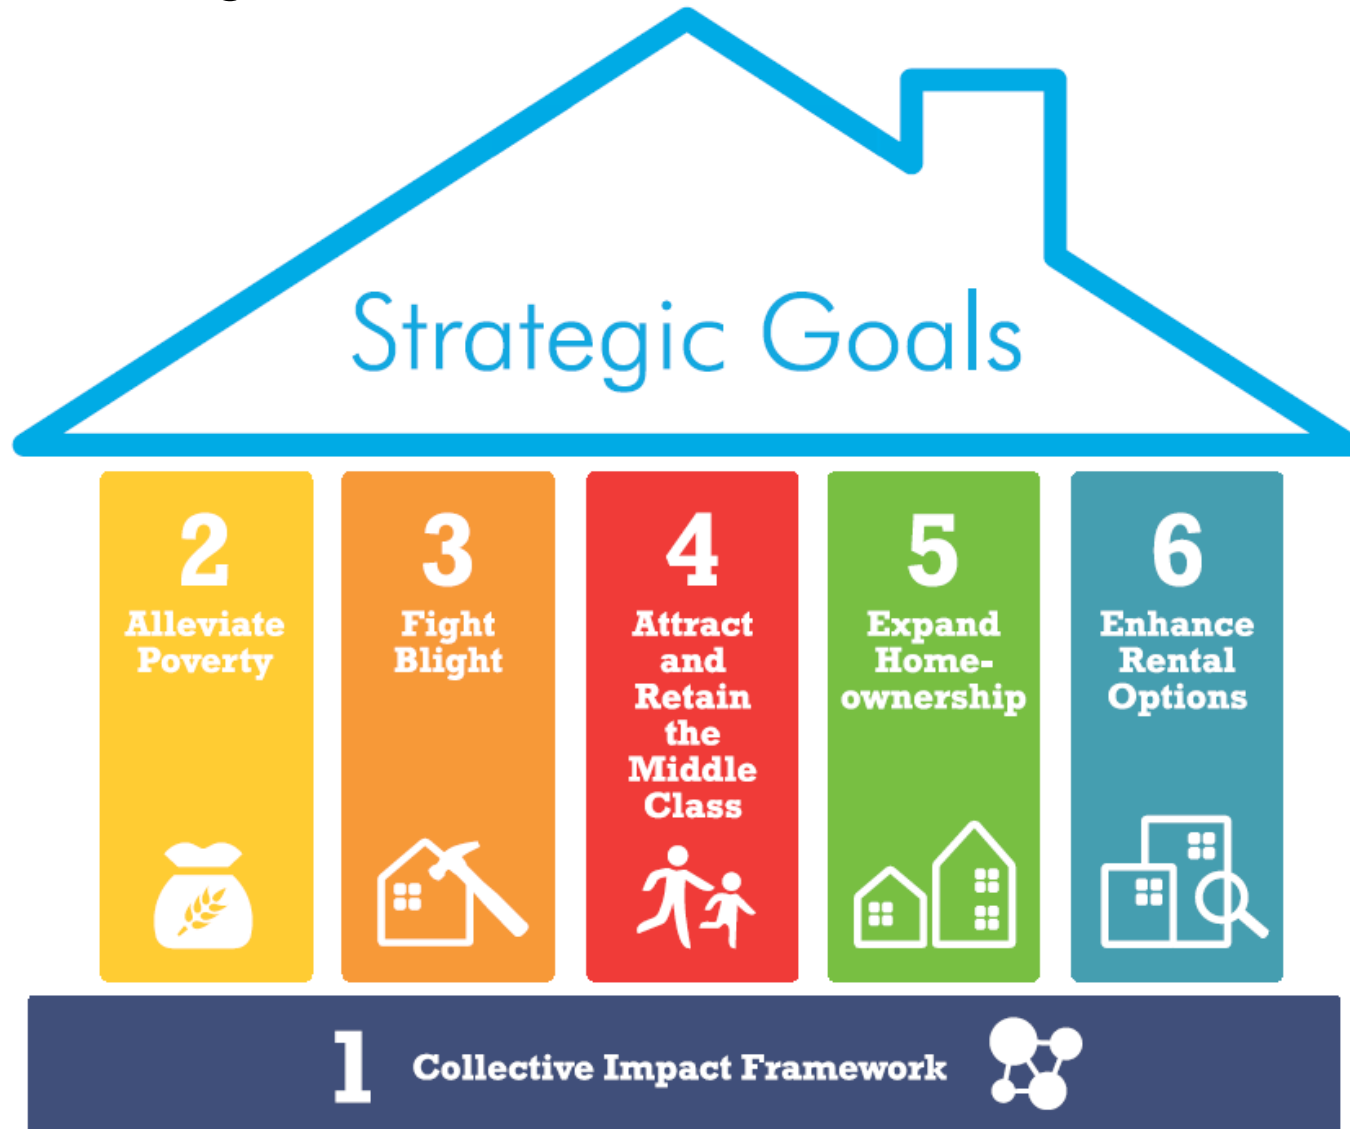 Strategic Goals
2
Alleviate
Poverty
3
Fight
Blight
4
Attract
and
Retain
the
Middle
Class
5
Expand
Home-
ownership
6
Enhance
Rental
Options
1 Collective Impact Framework